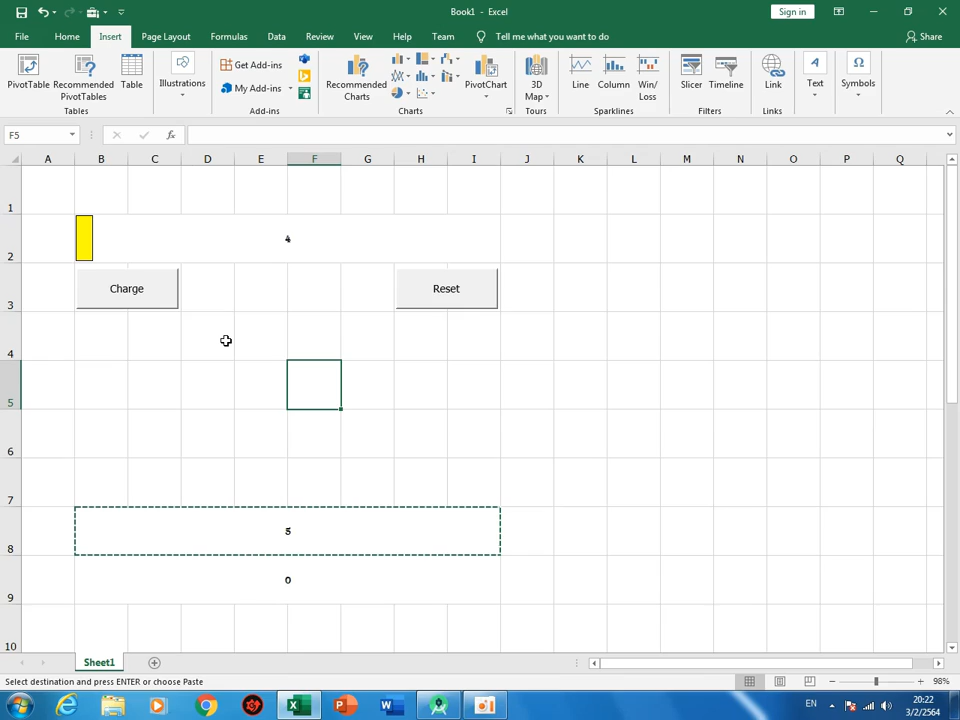 Book1 - Excel
Sign in
File Home Insert Page Layout Formulas Data Review View Help Team Tell me what you want to do Share
PivotTable Recommended PivotTables Table
Tables
Illustrations
Get Add-ins
My Add-ins
Add-ins
Recommended Charts
PivotChart
Charts
3D Map
Tours
Line Column Win/Loss
Sparklines
Slicer Timeline
Filters
Link
Links
Text
Symbols
F5
fx
A B C D E F G H I J K L M N O P Q
1
2 4
3 Charge Reset
4
5
6
7
8 5
9 0
10
Sheet1
Select destination and press ENTER or choose Paste
98%
EN
20:22
3/2/2564